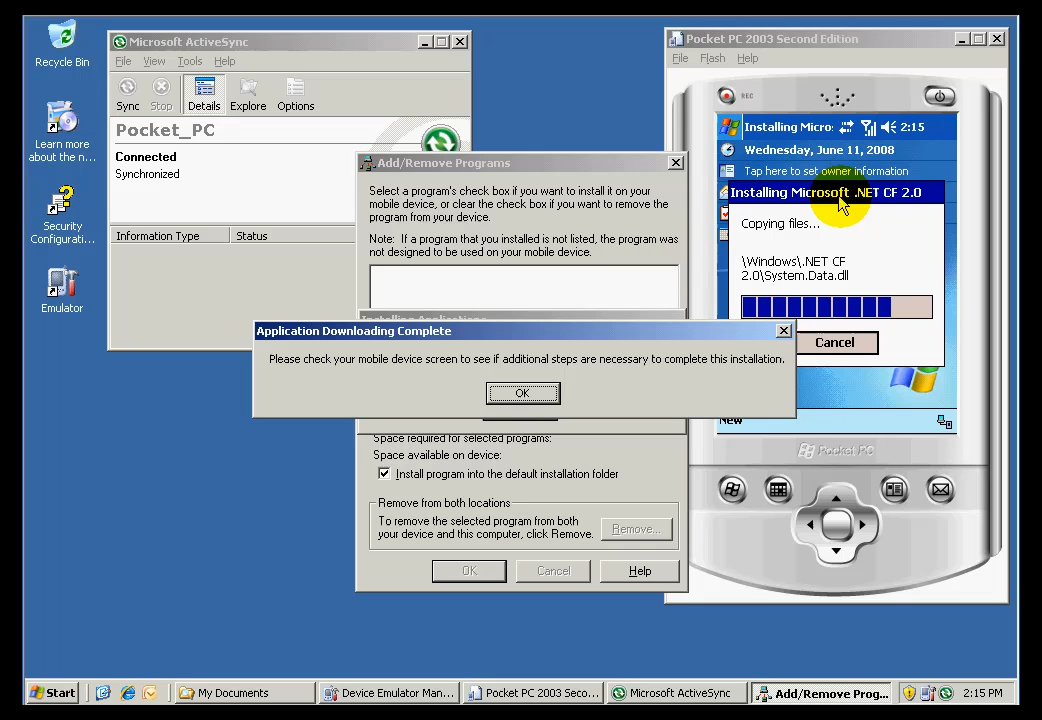 Recycle Bin
Learn more
about the n...
Security
Configurati...
Emulator
Microsoft ActiveSync
File View Tools Help
Sync Stop Details Explore Options
Pocket_PC
Connected
Synchronized
Information Type Status
Add/Remove Programs
Select a program's check box if you want to install it on your
mobile device, or clear the check box if you want to remove the
program from your device.
Note: If a program that you installed is not listed, the program was
not designed to be used on your mobile device.
Installing Applications
Application Downloading Complete
Please check your mobile device screen to see if additional steps are necessary to complete this installation.
OK
Space required for selected programs:
Space available on device:
Install program into the default installation folder
Remove from both locations
To remove the selected program from both
your device and this computer, click Remove.
Remove...
OK Cancel Help
Pocket PC 2003 Second Edition
File Flash Help
REC
Installing Micro: 2:15
Wednesday, June 11, 2008
Tap here to set owner information
Installing Microsoft .NET CF 2.0
Copying files...
\Windows\.NET CF
2.0\System.Data.dll
Cancel
New
Pocket PC
Start My Documents Device Emulator Man... Pocket PC 2003 Seco... Microsoft ActiveSync Add/Remove Prog... 2:15 PM